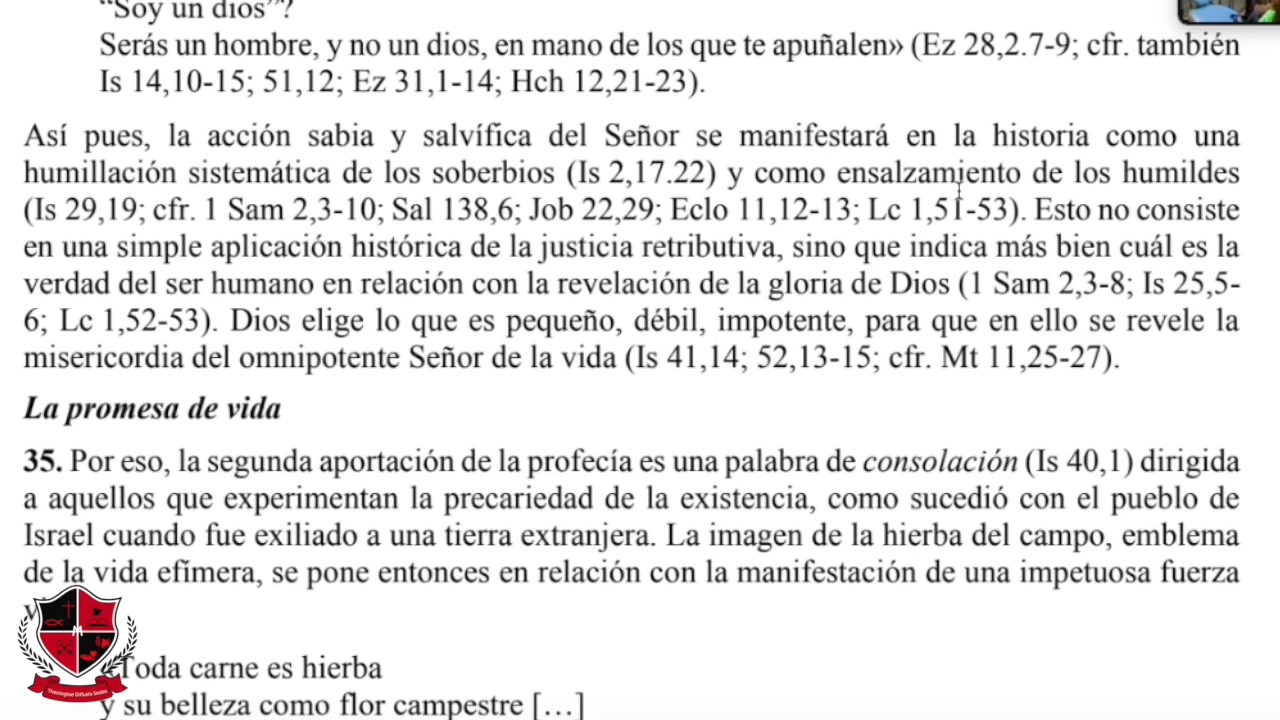 “Soy un dios”?
Serás un hombre, y no un dios, en mano de los que te apuñalen» (Ez 28,2.7-9; cfr. también
Is 14,10-15; 51,12; Ez 31,1-14; Hch 12,21-23).
Así pues, la acción sabia y salvífica del Señor se manifestará en la historia como una
humillación sistemática de los soberbios (Is 2,17.22) y como ensalzamiento de los humildes
(Is 29,19; cfr. 1 Sam 2,3-10; Sal 138,6; Job 22,29; Eclo 11,12-13; Lc 1,51-53). Esto no consiste
en una simple aplicación histórica de la justicia retributiva, sino que indica más bien cuál es la
verdad del ser humano en relación con la revelación de la gloria de Dios (1 Sam 2,3-8; Is 25,5-
6; Lc 1,52-53). Dios elige lo que es pequeño, débil, impotente, para que en ello se revele la
misericordia del omnipotente Señor de la vida (Is 41,14; 52,13-15; cfr. Mt 11,25-27).
La promesa de vida
35. Por eso, la segunda aportación de la profecía es una palabra de consolación (Is 40,1) dirigida
a aquellos que experimentan la precariedad de la existencia, como sucedió con el pueblo de
Israel cuando fue exiliado a una tierra extranjera. La imagen de la hierba del campo, emblema
de la vida efímera, se pone entonces en relación con la manifestación de una impetuosa fuerza
«Toda carne es hierba
y su belleza como flor campestre […]
M
Theologiae Diffusio Sedes